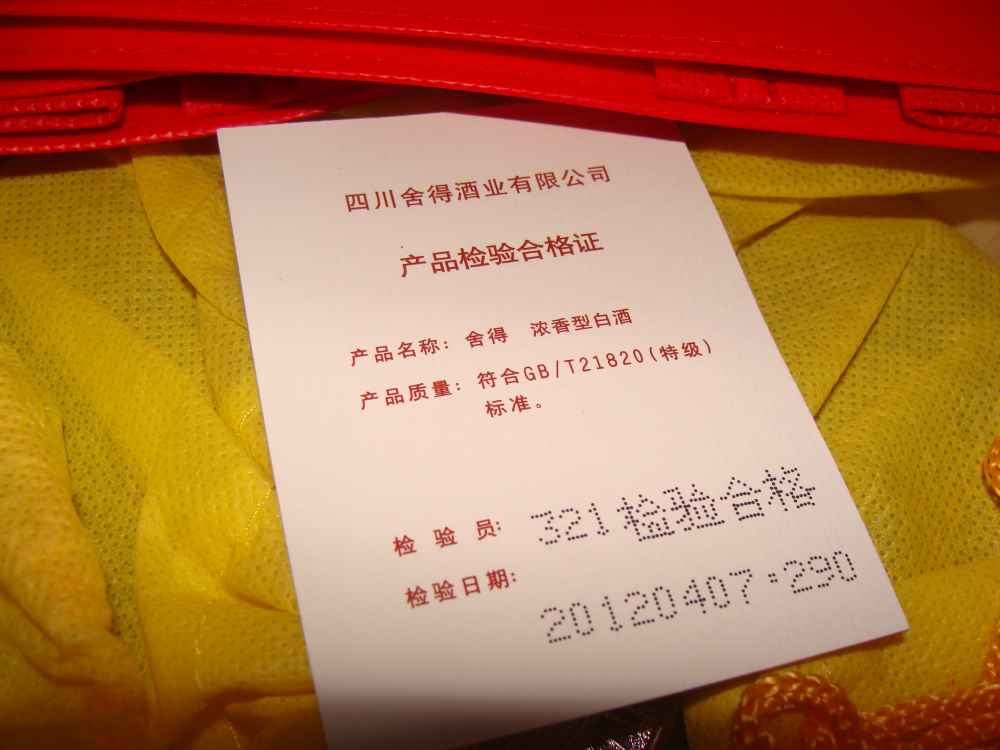 四川舍得酒业有限公司
产品检验合格证
产品名称: 舍得 浓香型白酒
产品质量: 符合GB/T21820(特级)
标准。
检验员: 321检验合格
检验日期: 20120407:290